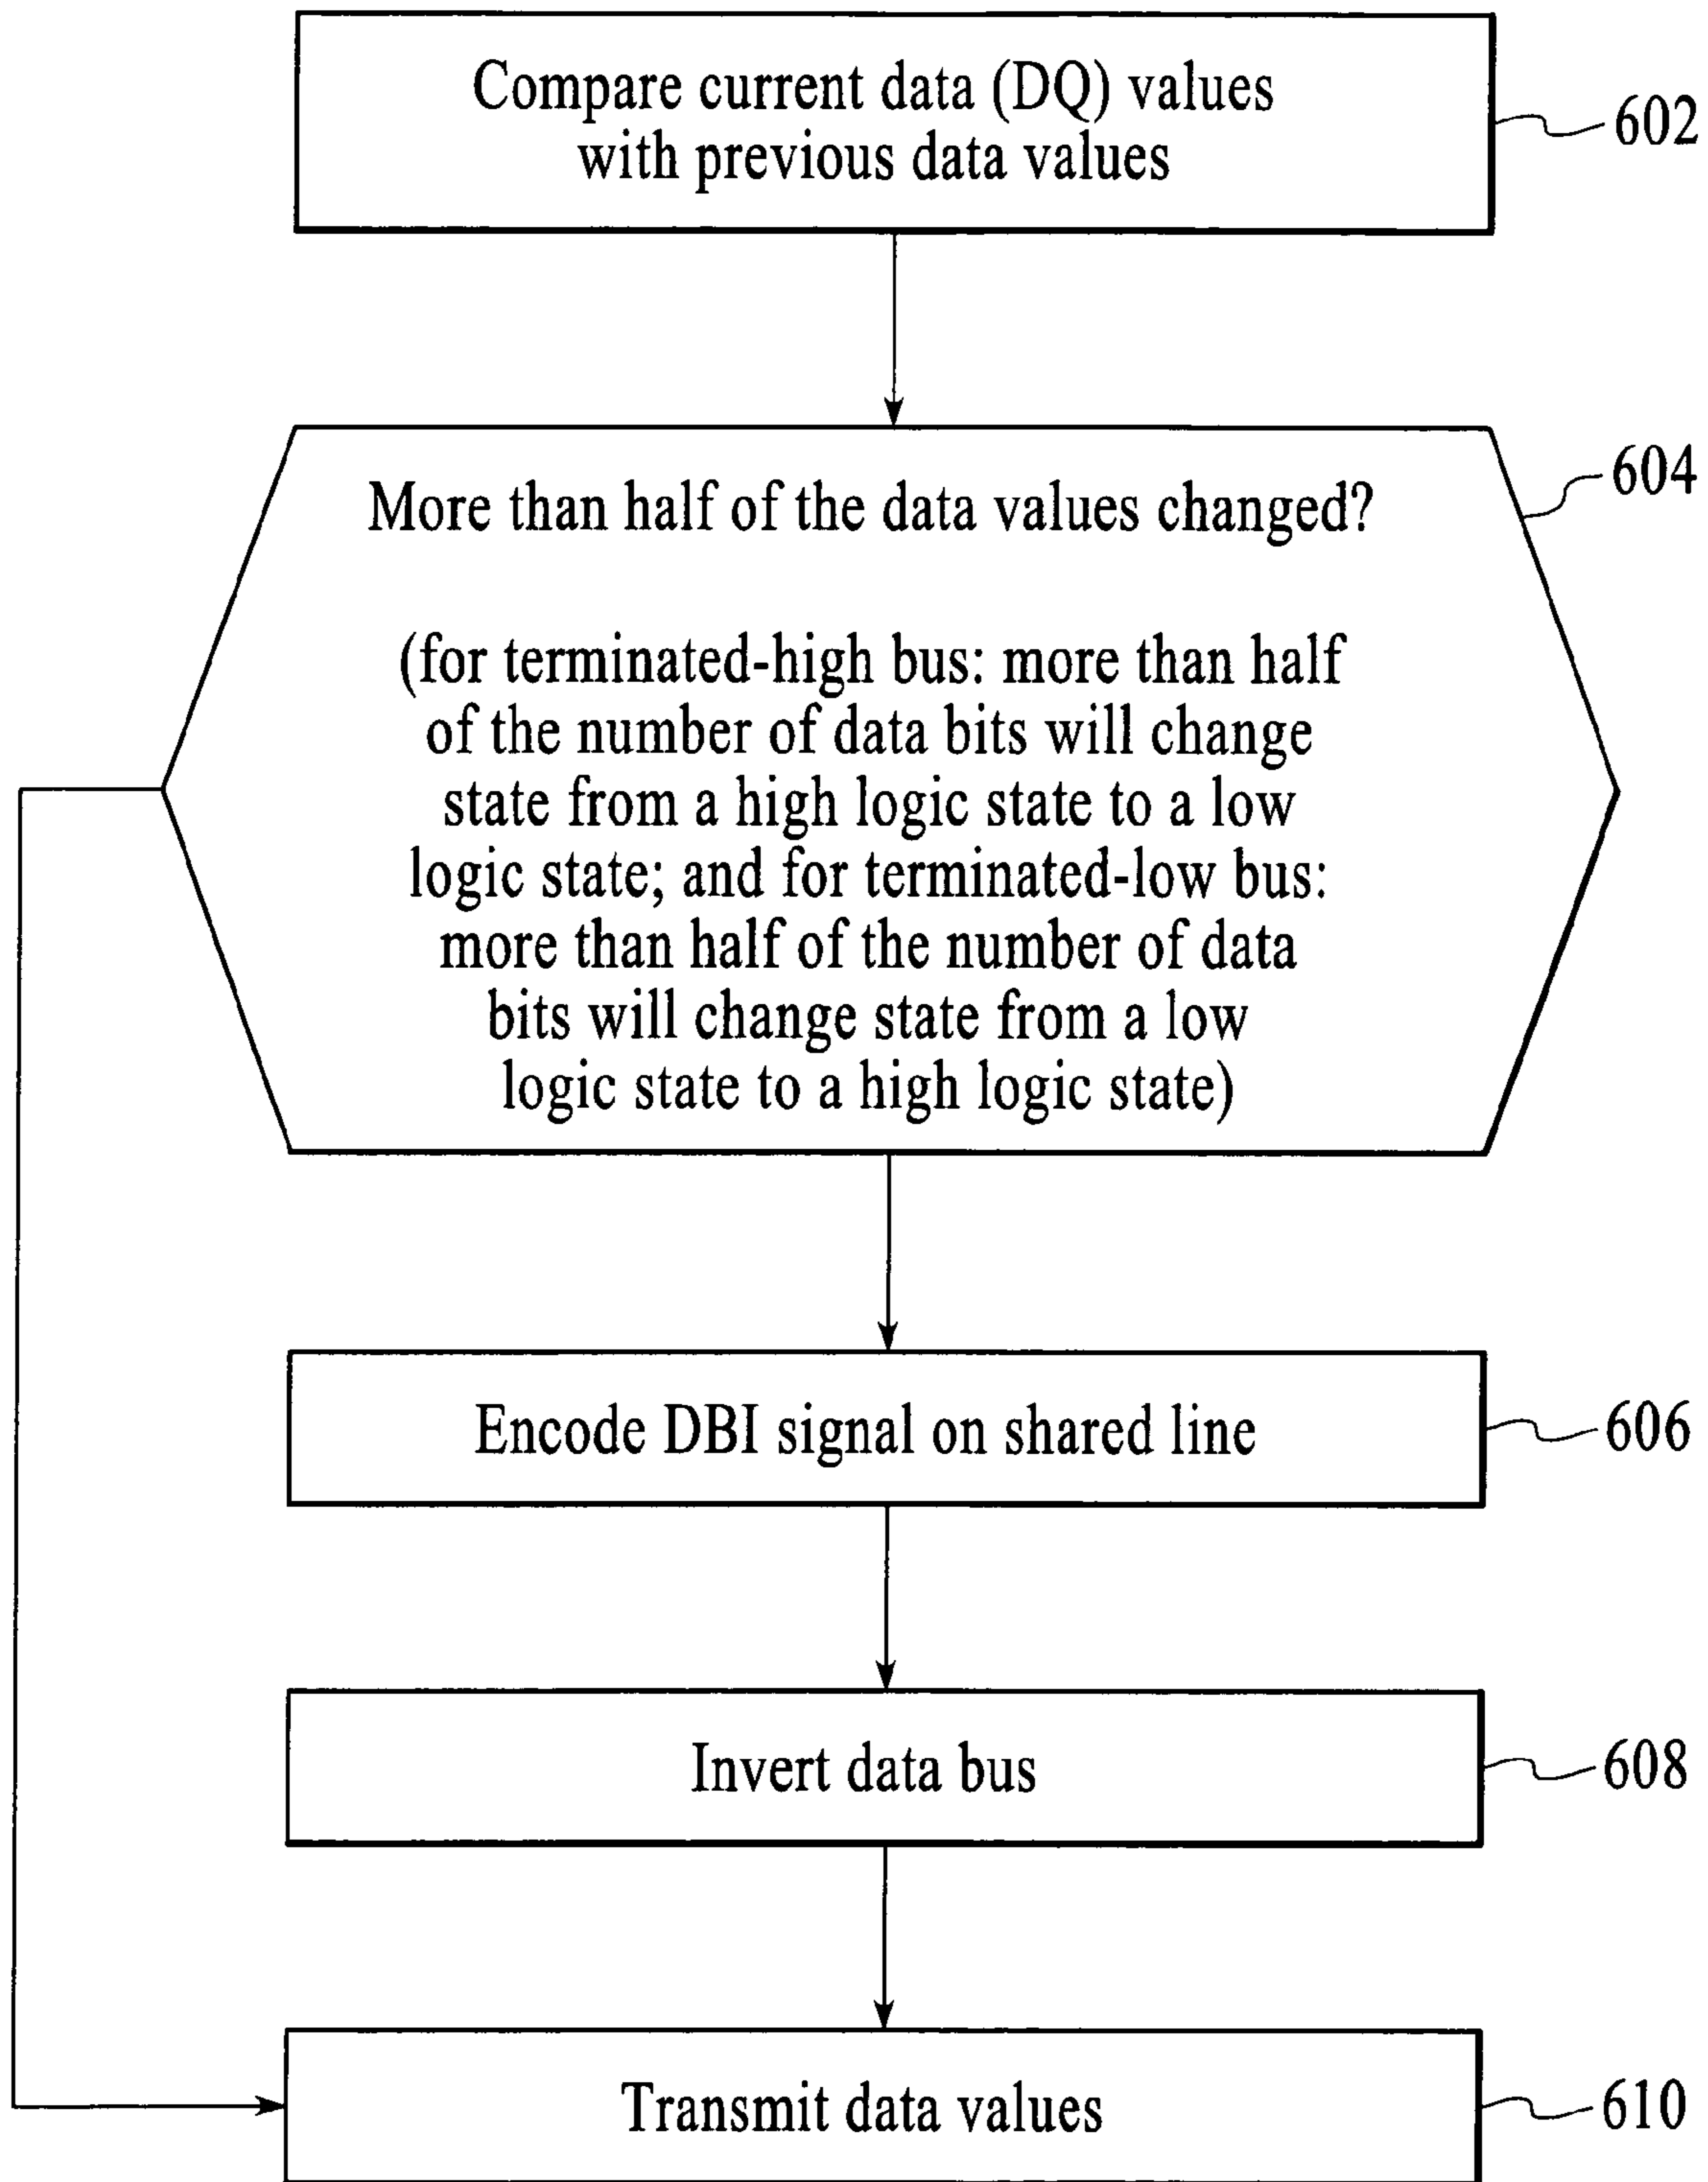 Compare current data (DQ) values
with previous data values
602
More than half of the data values changed?
604
(for terminated-high bus: more than half
of the number of data bits will change
state from a high logic state to a low
logic state; and for terminated-low bus:
more than half of the number of data
bits will change state from a low
logic state to a high logic state)
Encode DBI signal on shared line
606
Invert data bus
608
Transmit data values
610